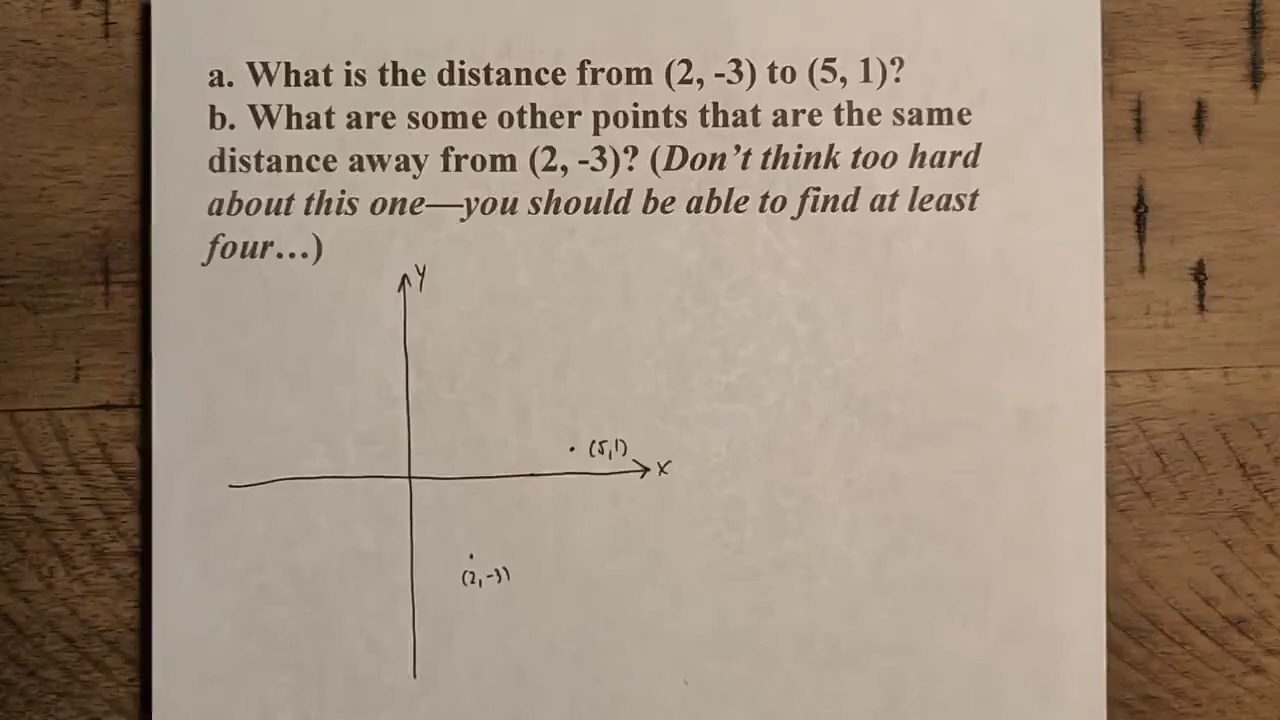 a. What is the distance from (2, -3) to (5, 1)?
b. What are some other points that are the same
distance away from (2, -3)? (Don’t think too hard
about this one—you should be able to find at least
four…)
Y
(5,1)
X
(2,-3)